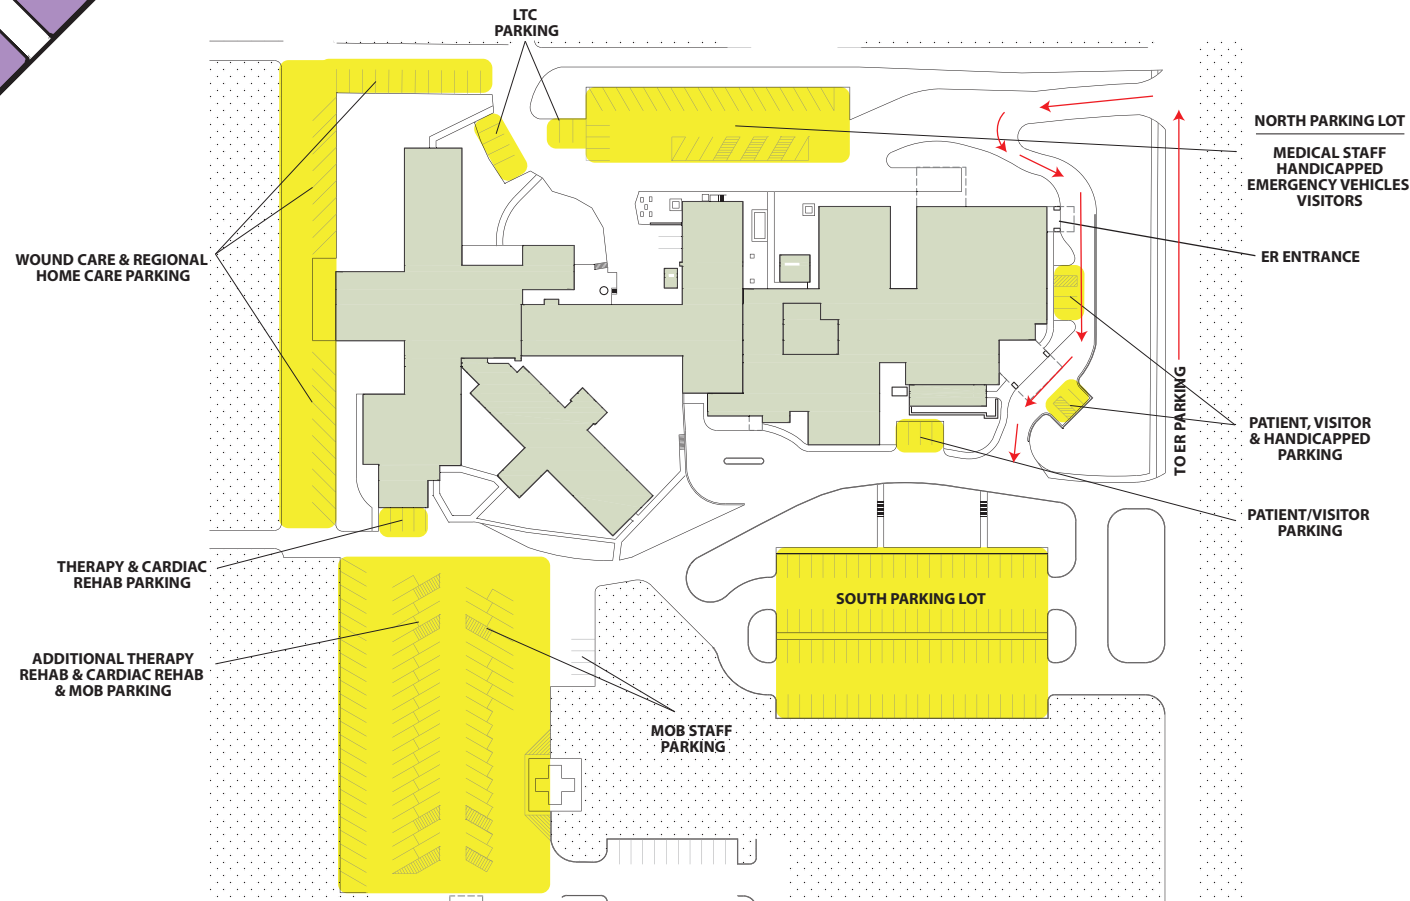 LTC
PARKING
NORTH PARKING LOT
MEDICAL STAFF
HANDICAPPED
EMERGENCY VEHICLES
VISITORS
WOUND CARE & REGIONAL
HOME CARE PARKING
ER ENTRANCE
TO ER PARKING
PATIENT, VISITOR
& HANDICAPPED
PARKING
PATIENT/VISITOR
PARKING
THERAPY & CARDIAC
REHAB PARKING
SOUTH PARKING LOT
ADDITIONAL THERAPY
REHAB & CARDIAC REHAB
& MOB PARKING
MOB STAFF
PARKING